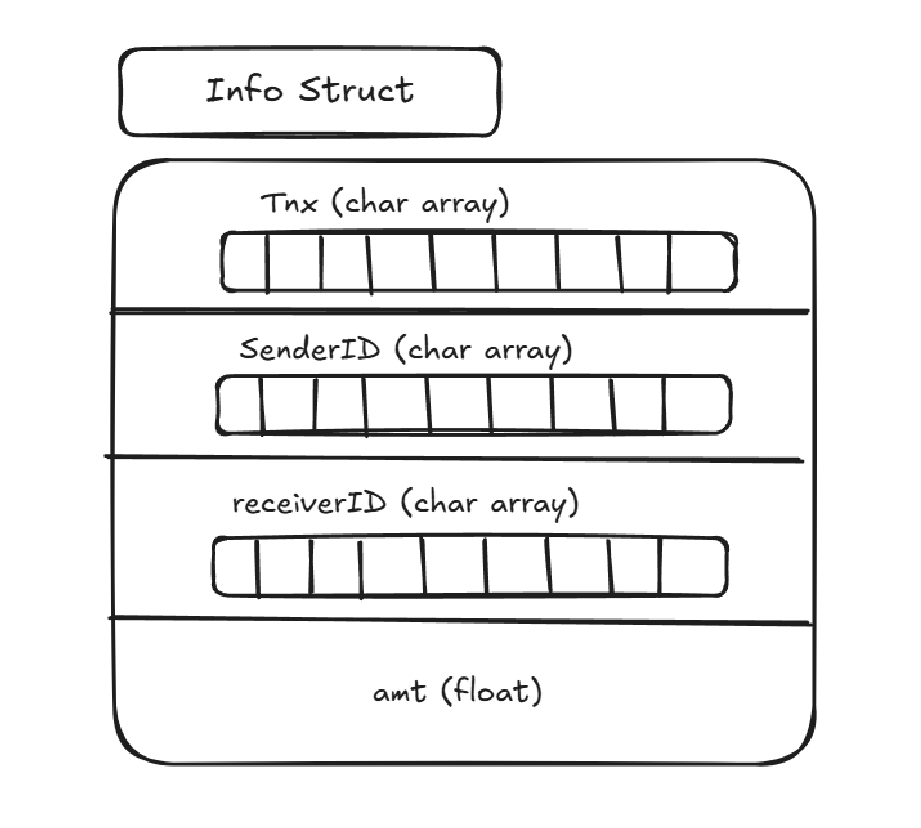 Info Struct
Tnx (char array)
SenderID (char array)
receiverID (char array)
amt (float)